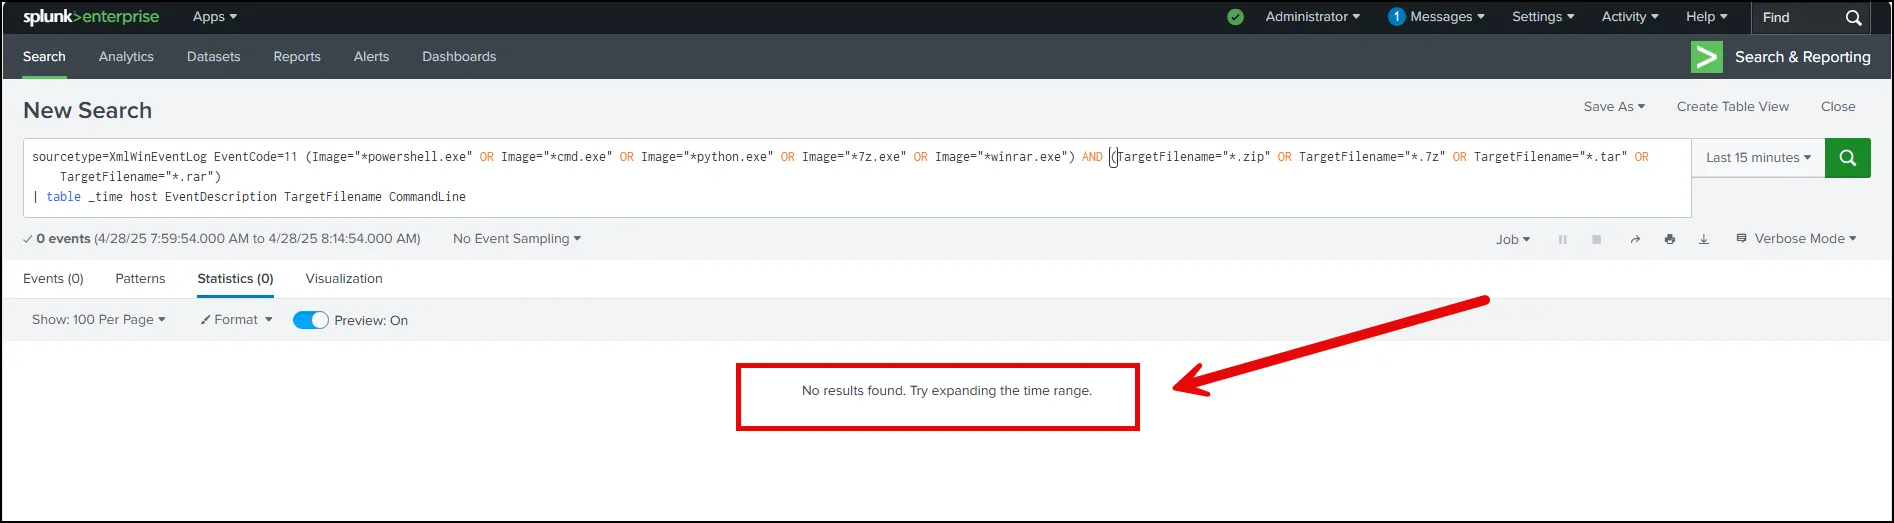 splunk>enterprise Apps Administrator 1 Messages Settings Activity Help Find
Search Analytics Datasets Reports Alerts Dashboards Search & Reporting
New Search Save As Create Table View Close
sourcetype=XmlWinEventLog EventCode=11 (Image="*powershell.exe" OR Image="*cmd.exe" OR Image="*python.exe" OR Image="*7z.exe" OR Image="*winrar.exe") AND (TargetFilename="*.zip" OR TargetFilename="*.7z" OR TargetFilename="*.tar" OR Last 15 minutes
TargetFilename="*.rar")
| table _time host EventDescription TargetFilename CommandLine
0 events (4/28/25 7:59:54.000 AM to 4/28/25 8:14:54.000 AM) No Event Sampling Job Verbose Mode
Events (0) Patterns Statistics (0) Visualization
Show: 100 Per Page Format Preview: On
No results found. Try expanding the time range.